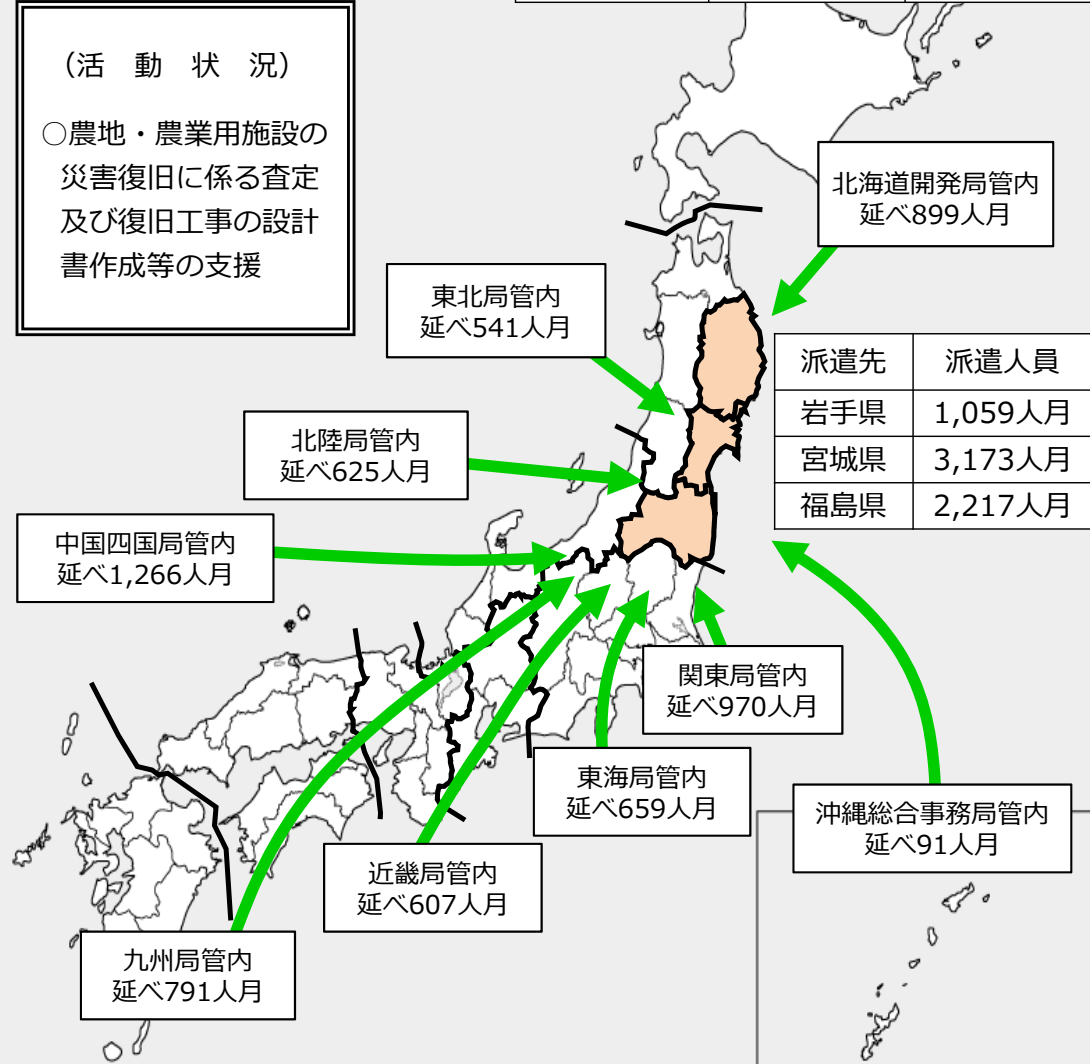 (活 動 状 況)
○農地・農業用施設の
災害復旧に係る査定
及び復旧工事の設計
書作成等の支援
北海道開発局管内
延べ899人月
東北局管内
延べ541人月
派遣先 派遣人員
岩手県 1,059人月
宮城県 3,173人月
福島県 2,217人月
北陸局管内
延べ625人月
中国四国局管内
延べ1,266人月
関東局管内
延べ970人月
東海局管内
延べ659人月
沖縄総合事務局管内
延べ91人月
近畿局管内
延べ607人月
九州局管内
延べ791人月